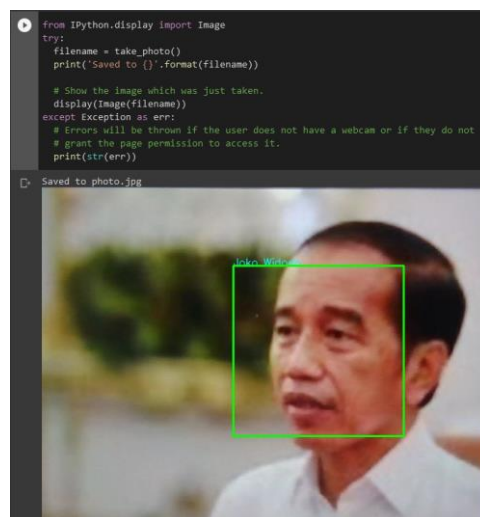 from IPython.display import Image
try:
  filename = take_photo()
  print('Saved to {}'.format(filename))

  # Show the image which was just taken.
  display(Image(filename))
except Exception as err:
  # Errors will be thrown if the user does not have a webcam or if they do not
  # grant the page permission to access it.
  print(str(err))
Saved to photo.jpg
Joko Widodo